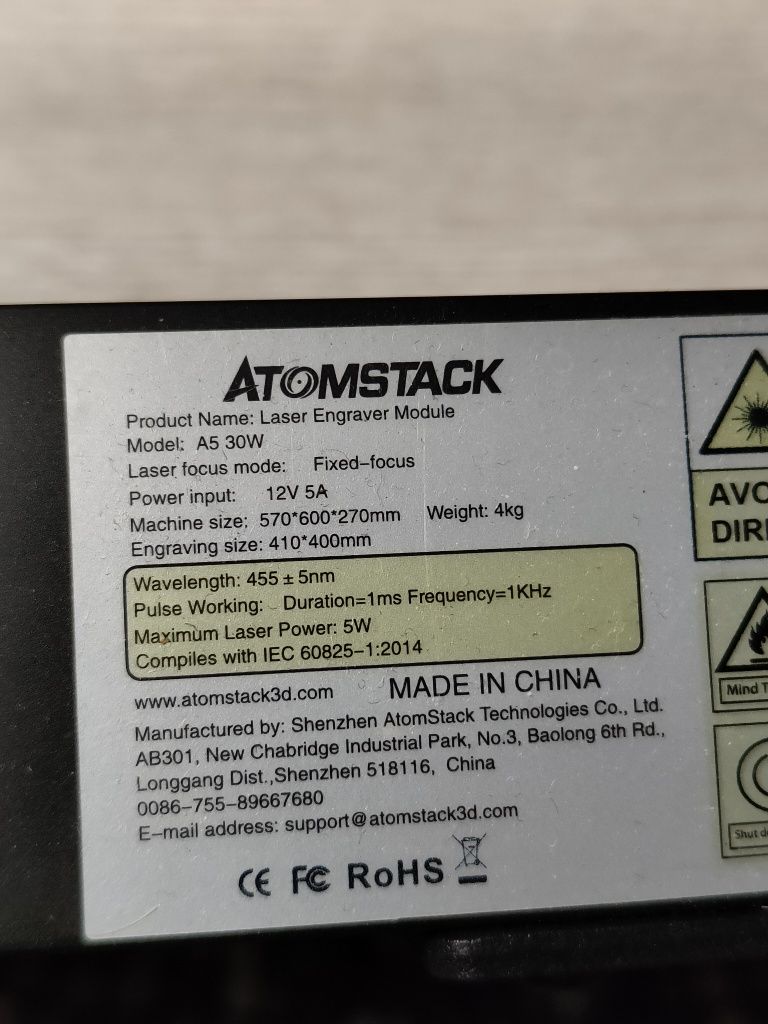 ATOMSTACK
Product Name: Laser Engraver Module
Model: A5 30W
Laser focus mode: Fixed-focus
Power input: 12V 5A
Machine size: 570*600*270mm Weight: 4kg
Engraving size: 410*400mm
Wavelength: 455 ± 5nm
Pulse Working: Duration=1ms Frequency=1KHz
Maximum Laser Power: 5W
Compiles with IEC 60825-1:2014
www.atomstack3d.com MADE IN CHINA
Manufactured by: Shenzhen AtomStack Technologies Co., Ltd.
AB301, New Chabridge Industrial Park, No.3, Baolong 6th Rd.,
Longgang Dist.,Shenzhen 518116, China
0086-755-89667680
E-mail address: support@atomstack3d.com
CE FC RoHS
AVO
DIR
Mind T
Shut d